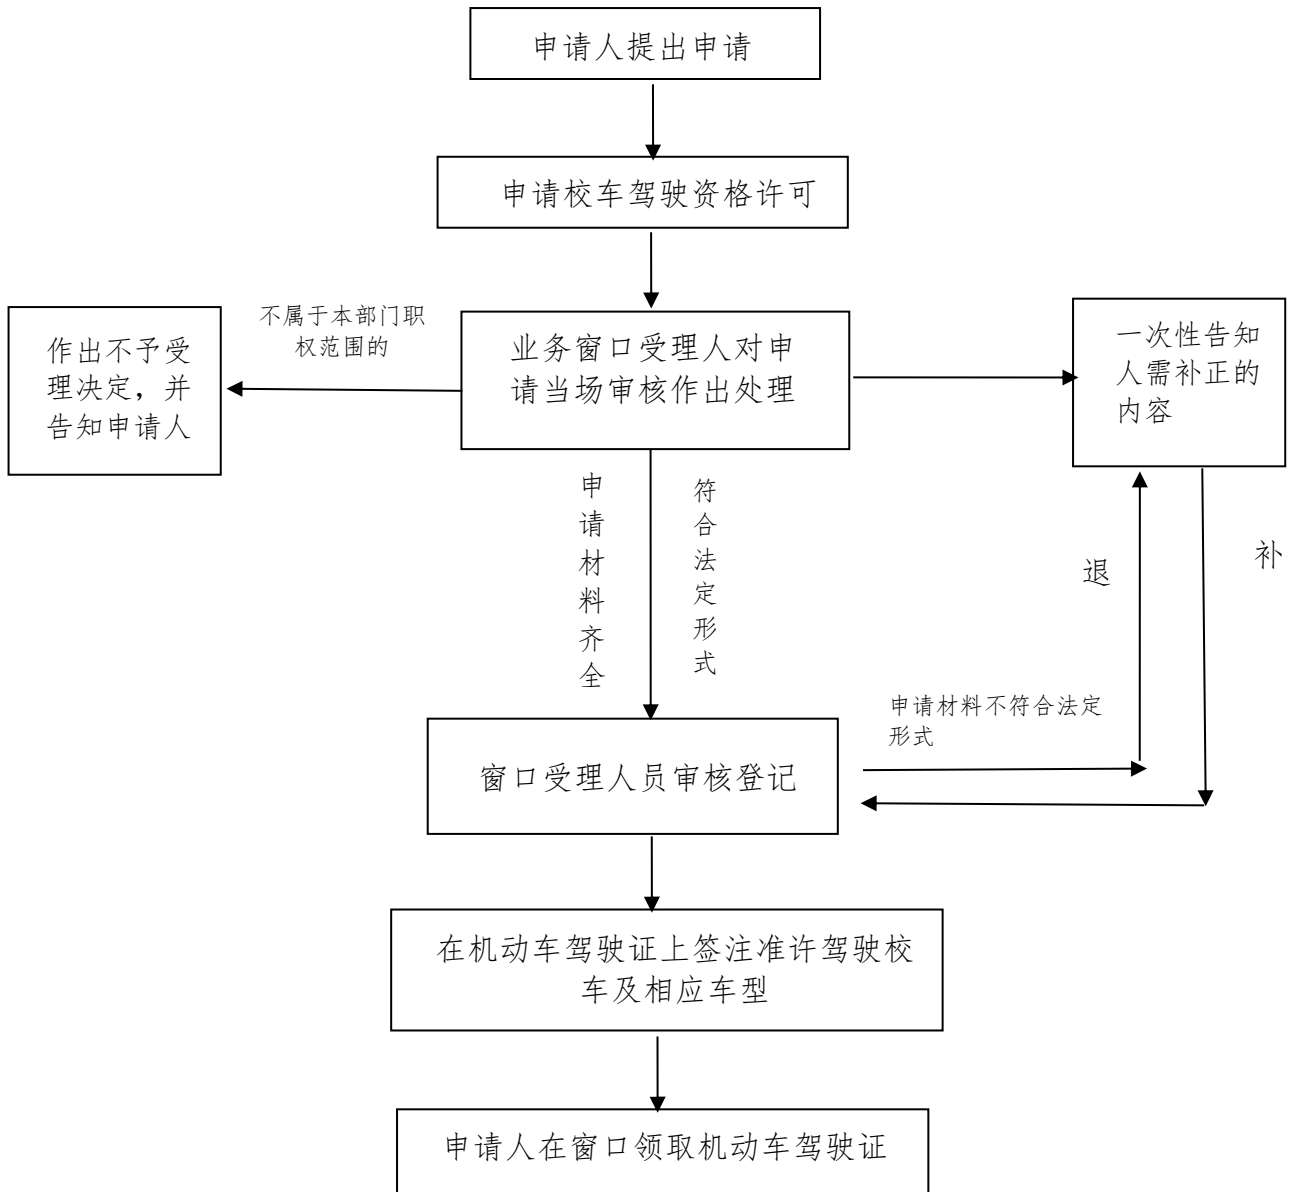 申请人提出申请
申请校车驾驶资格许可
不属于本部门职
权范围的
作出不予受
理决定，并
告知申请人
业务窗口受理人对申
请当场审核作出处理
一次性告知
人需补正的
内容
申请材料齐全
符合法定形式
退
补
申请材料不符合法定
形式
窗口受理人员审核登记
在机动车驾驶证上签注准许驾驶校
车及相应车型
申请人在窗口领取机动车驾驶证